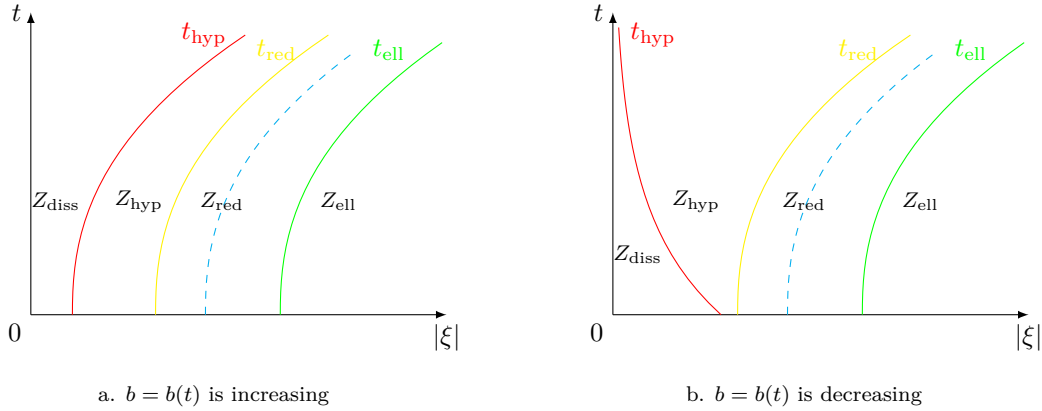 t
t_hyp
t_red
t_ell
Z_diss
Z_hyp
Z_red
Z_ell
0
|ξ|
a. b = b(t) is increasing
t
t_hyp
t_red
t_ell
Z_hyp
Z_red
Z_ell
Z_diss
0
|ξ|
b. b = b(t) is decreasing